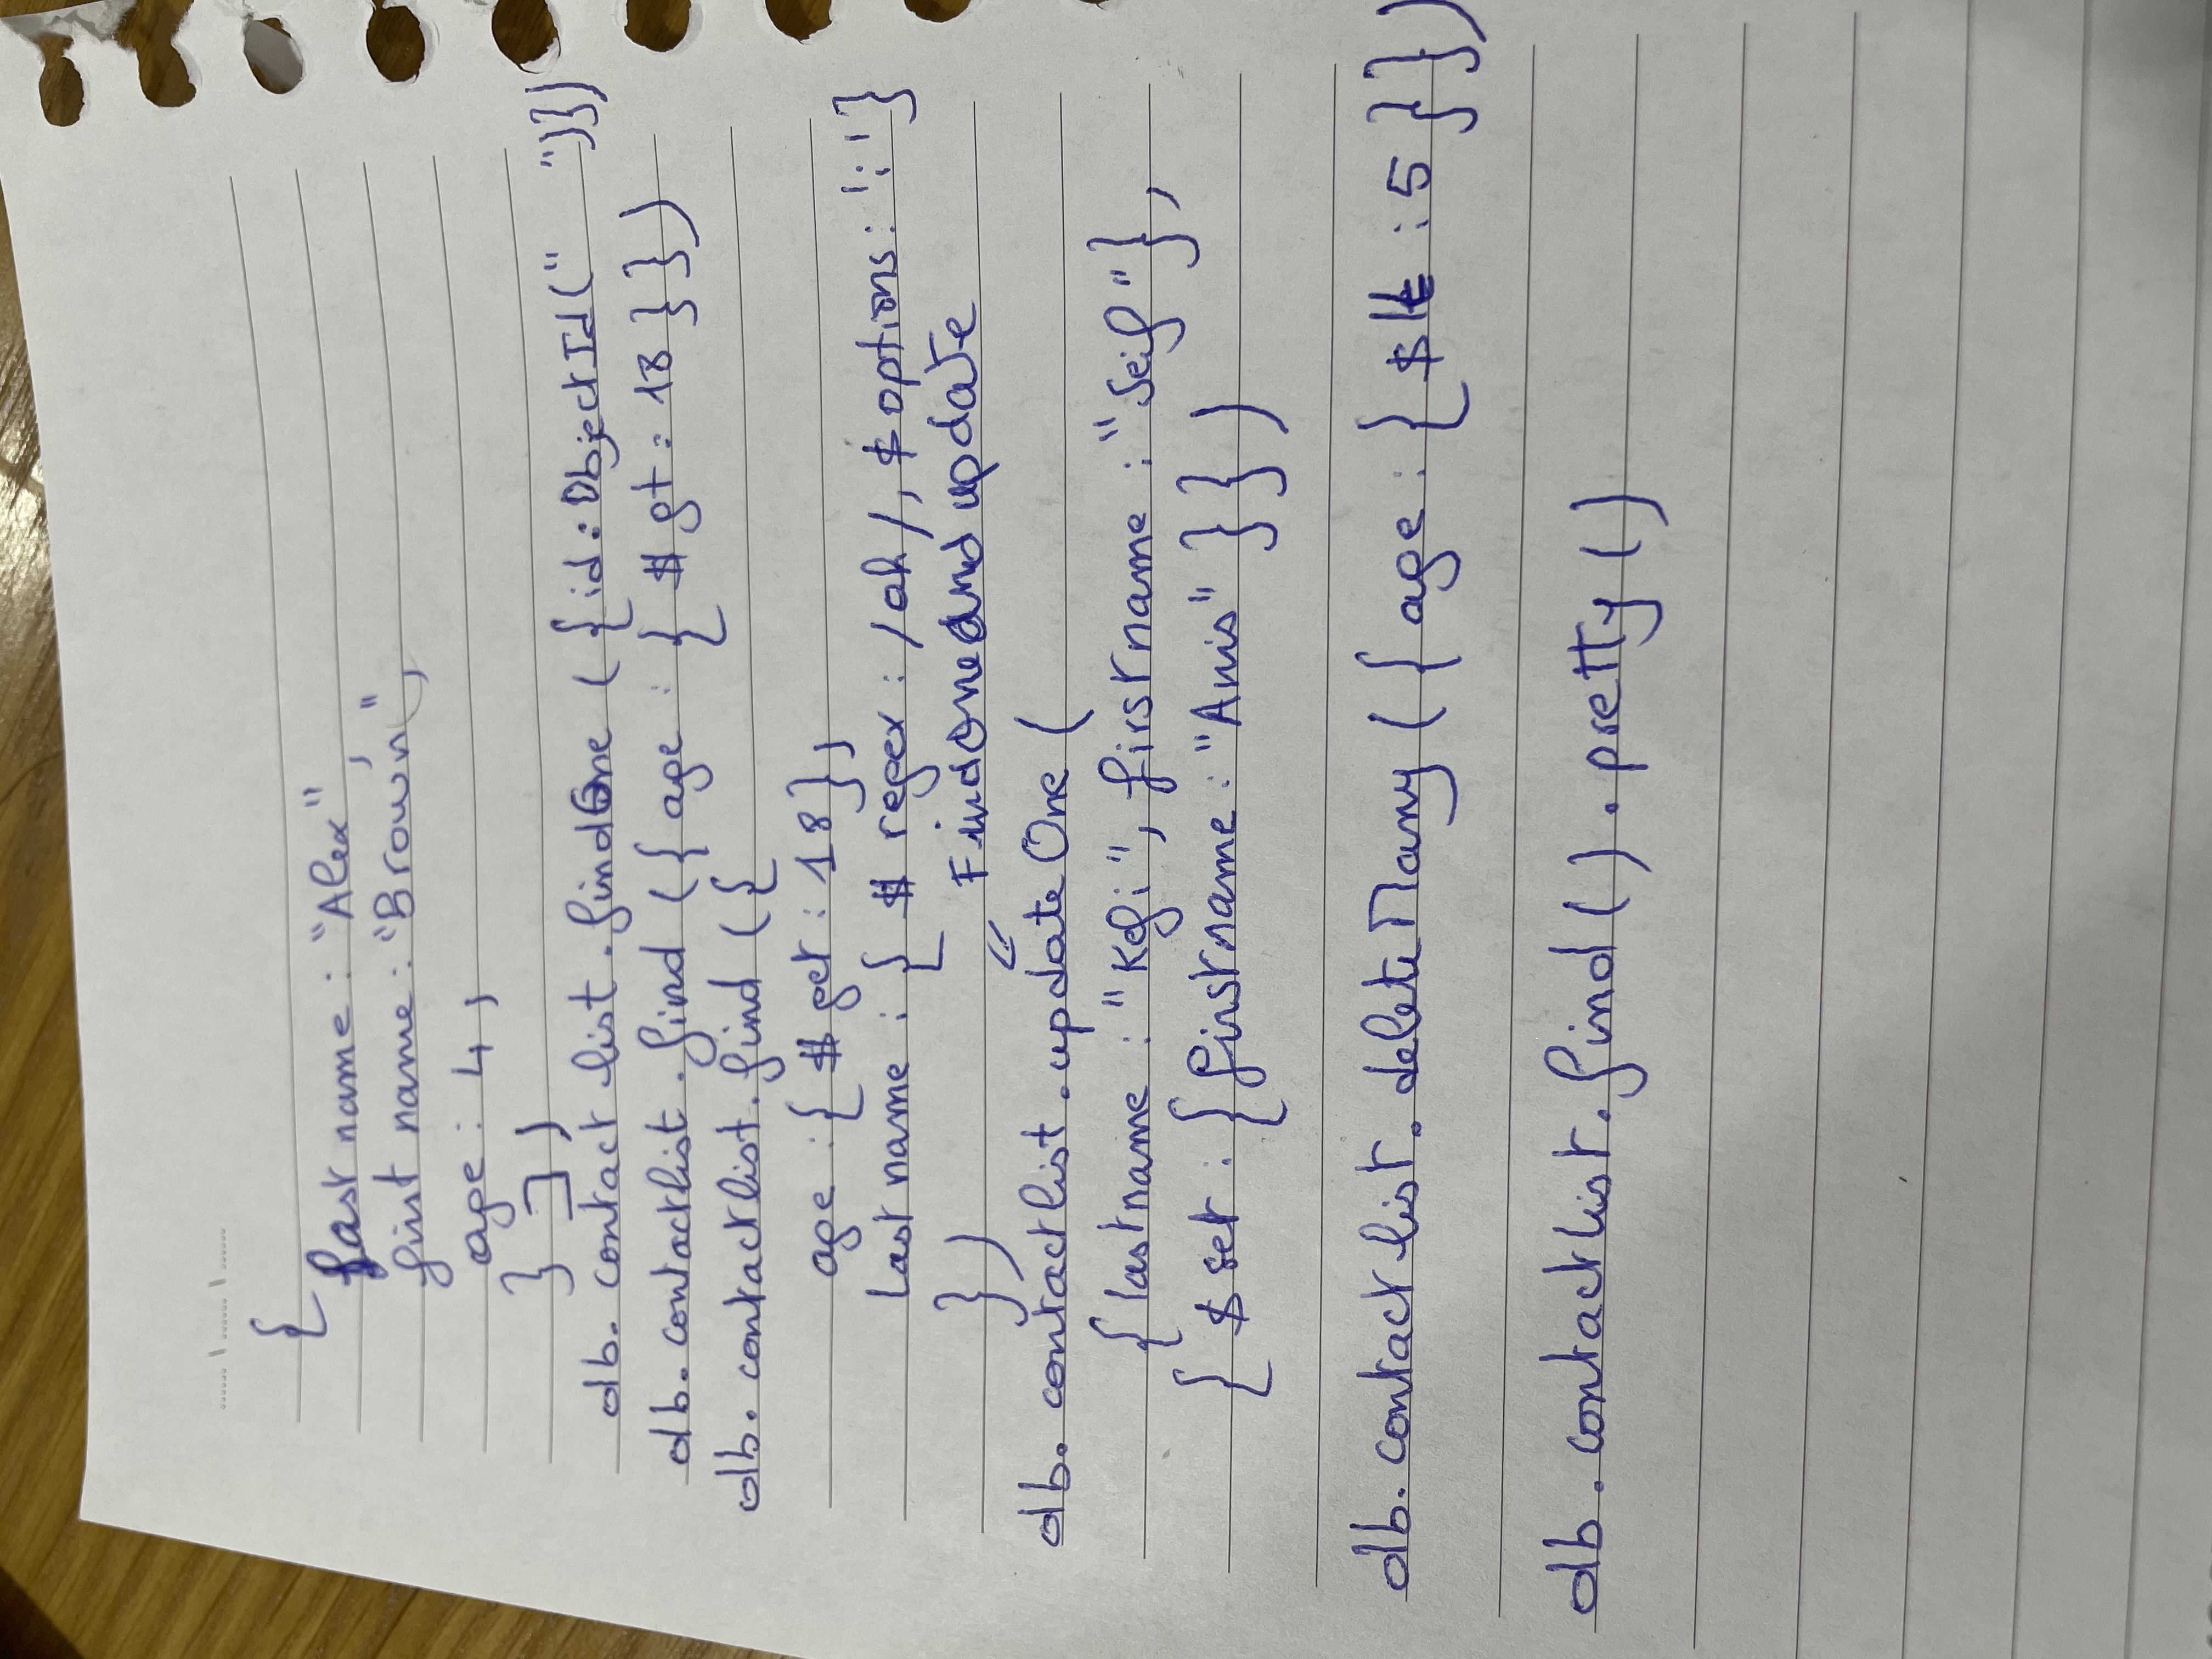 {
last name : "Alex",
first name : "Brown",
age : 4,
} ] )
db. contact list . findOne ( { id : ObjectId ( " " ) } )
db. contactlist . find ( { age : { $ gt : 18 } } )
db. contactlist . find ( {
age : { $ get : 18 } ,
Last name : { $ regex : /ah/, $ options : 'i' }
} )
FindOneAnd update
db. contactlist . updateOne (
{ lastname : "Kefi", firstname : "Seif" } ,
{ $ set : { firstname : "Anis" } } )
db. contact list . deleteMany ( { age : { $ lt : 5 } } )
db . contactlist . find ( ) . pretty ( )